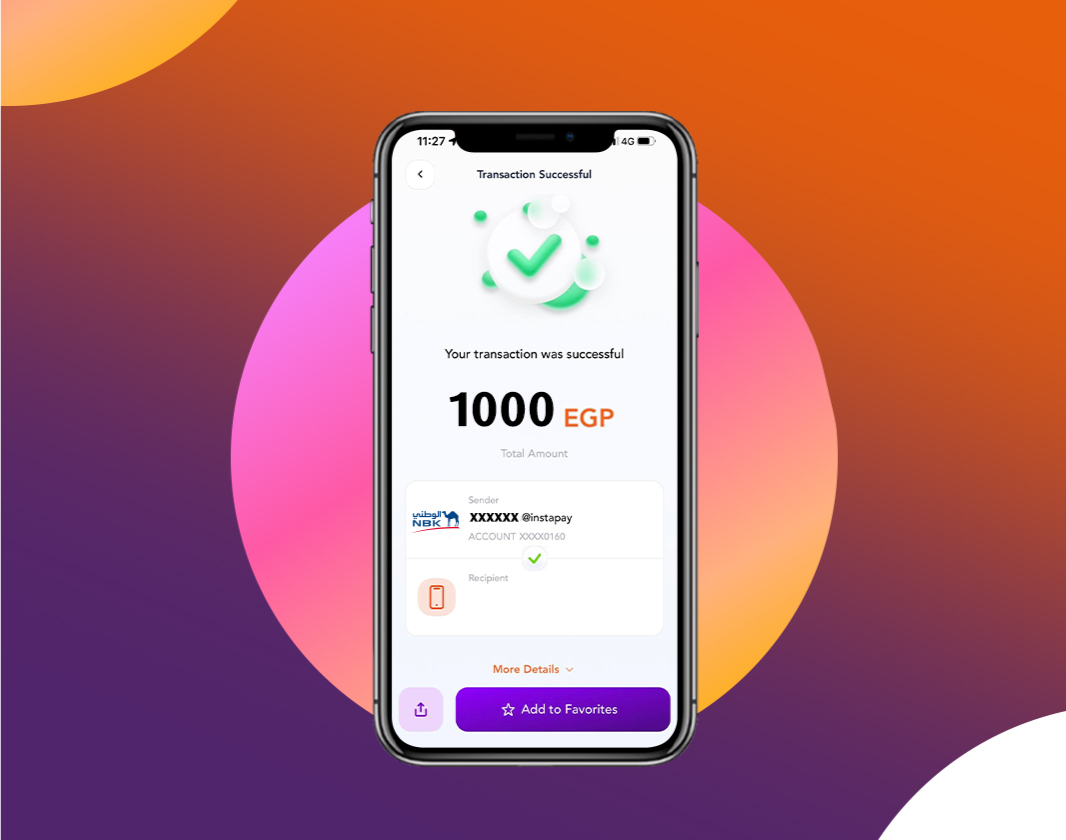 11:27
4G
Transaction Successful
Your transaction was successful
1000 EGP
Total Amount
Sender
الوطني
NBK
XXXXXX @instapay
ACCOUNT XXXX0160
Recipient
More Details
Add to Favorites